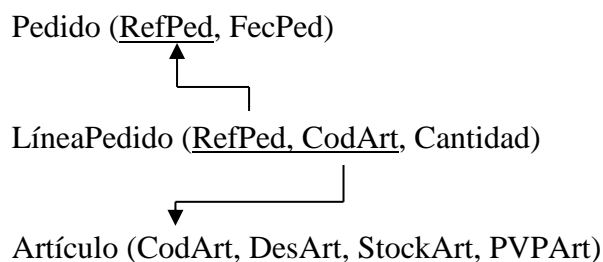 Pedido (RefPed, FecPed)
LíneaPedido (RefPed, CodArt, Cantidad)
Artículo (CodArt, DesArt, StockArt, PVPArt)